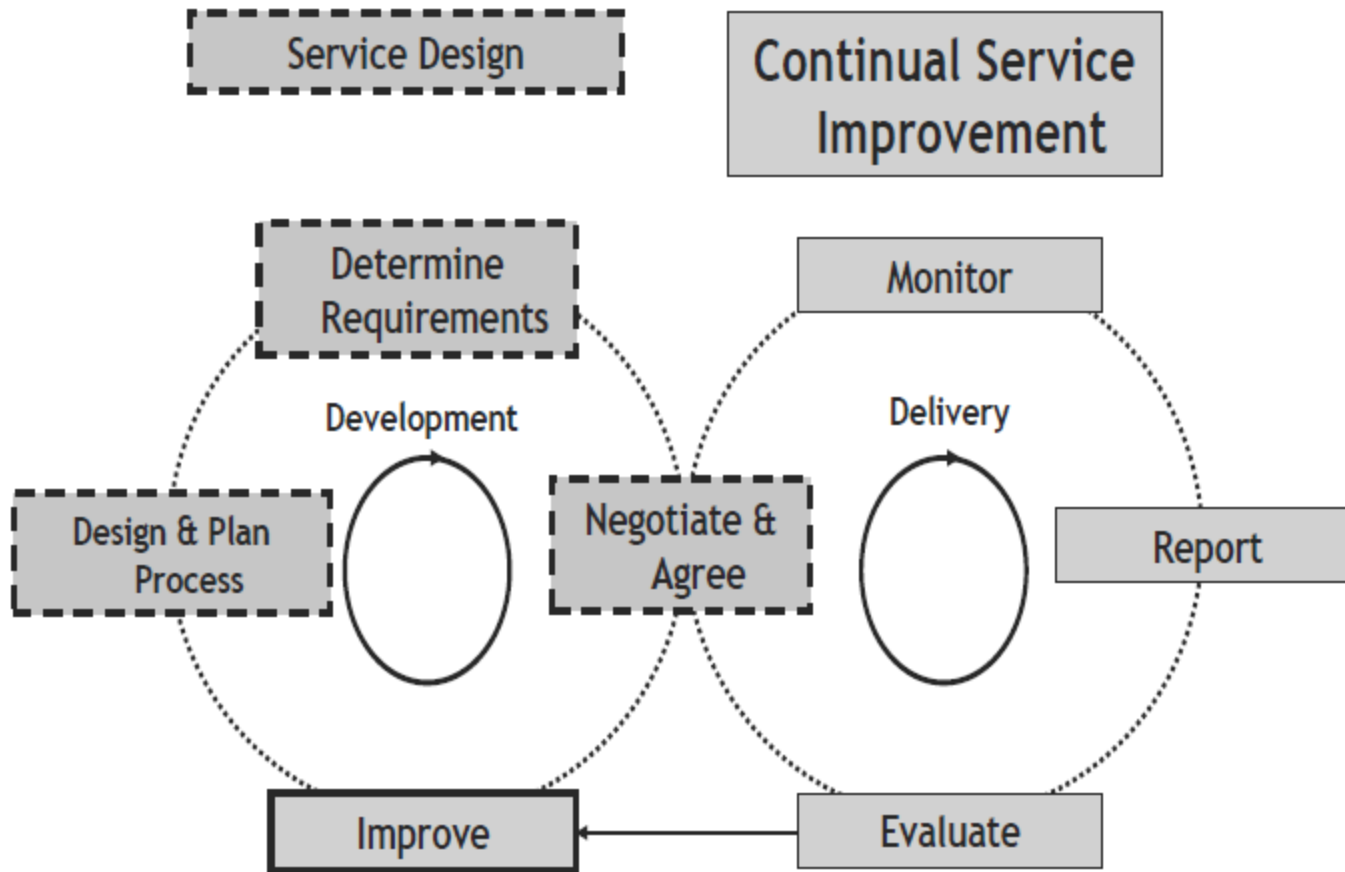 Service Design
Continual Service
Improvement
Determine
Requirements
Monitor
Development
Delivery
Design & Plan
Process
Negotiate &
Agree
Report
Improve
Evaluate